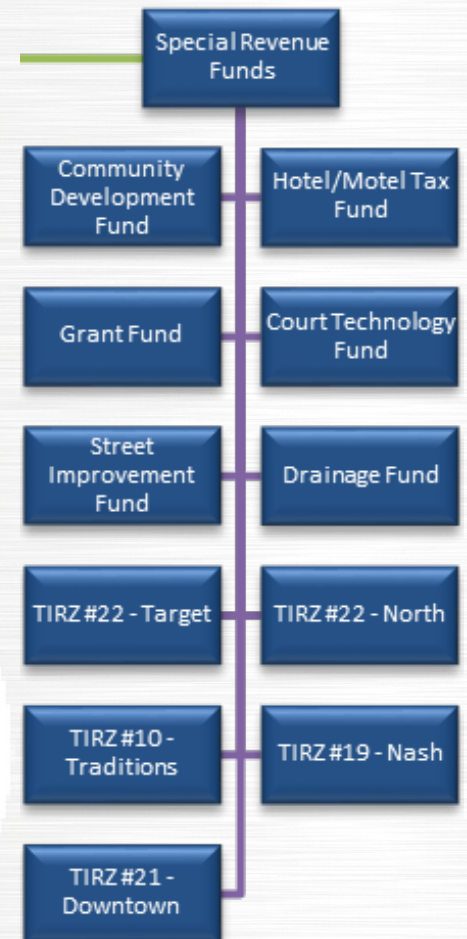 Special Revenue
Funds
Community
Development
Fund
Hotel/Motel Tax
Fund
Grant Fund
Court Technology
Fund
Street
Improvement
Fund
Drainage Fund
TIRZ #22 - Target
TIRZ #22 - North
TIRZ #10 -
Traditions
TIRZ #19 - Nash
TIRZ #21 -
Downtown